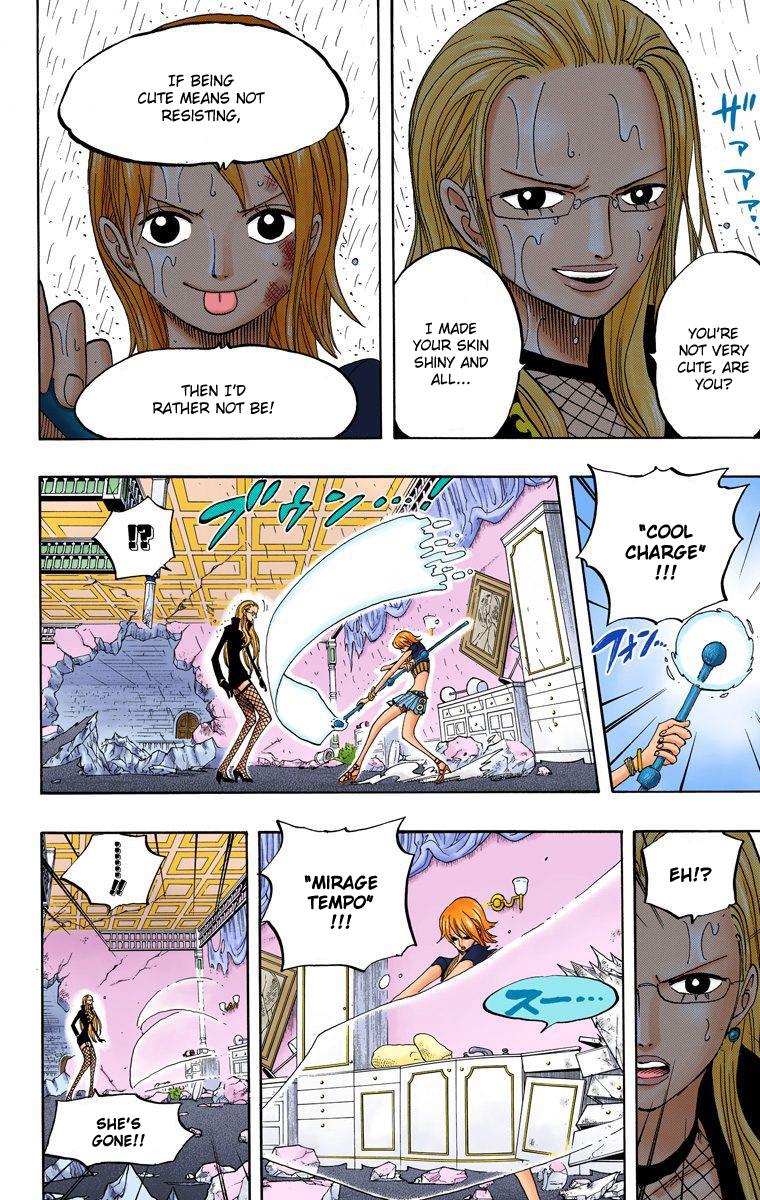 YOU'RE
NOT VERY
CUTE, ARE
YOU?
I MADE
YOUR SKIN
SHINY AND
ALL...
ザァァァ…
IF BEING
CUTE MEANS NOT
RESISTING,
THEN I'D
RATHER NOT BE!
"COOL
CHARGE"
!!!
フォン…
ブウン…!!
!?
EH!?
"MIRAGE
TEMPO"
!!!
スー…
……!!
SHE'S
GONE!!